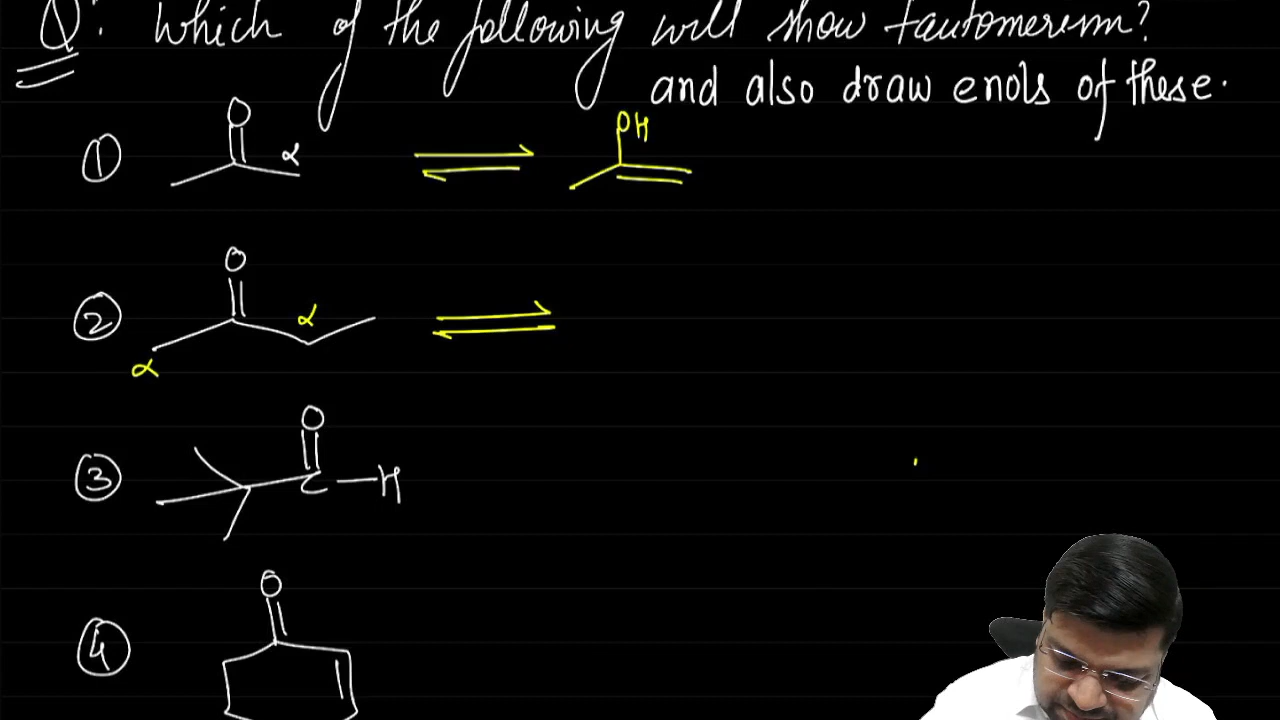 Q: Which of the following will show tautomerism?
and also draw enols of these.
① O α
OH
② O α
α
③ O
C—H
④ O